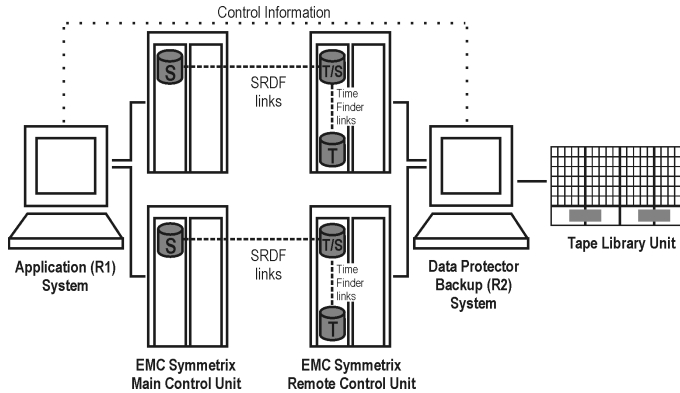 Control Information
S
T/S
SRDF
links
Time
Finder
links
T
Tape Library Unit
S
T/S
SRDF
links
Application (R1)
System
Data Protector
Backup (R2)
System
Time
Finder
links
T
EMC Symmetrix
Main Control Unit
EMC Symmetrix
Remote Control Unit